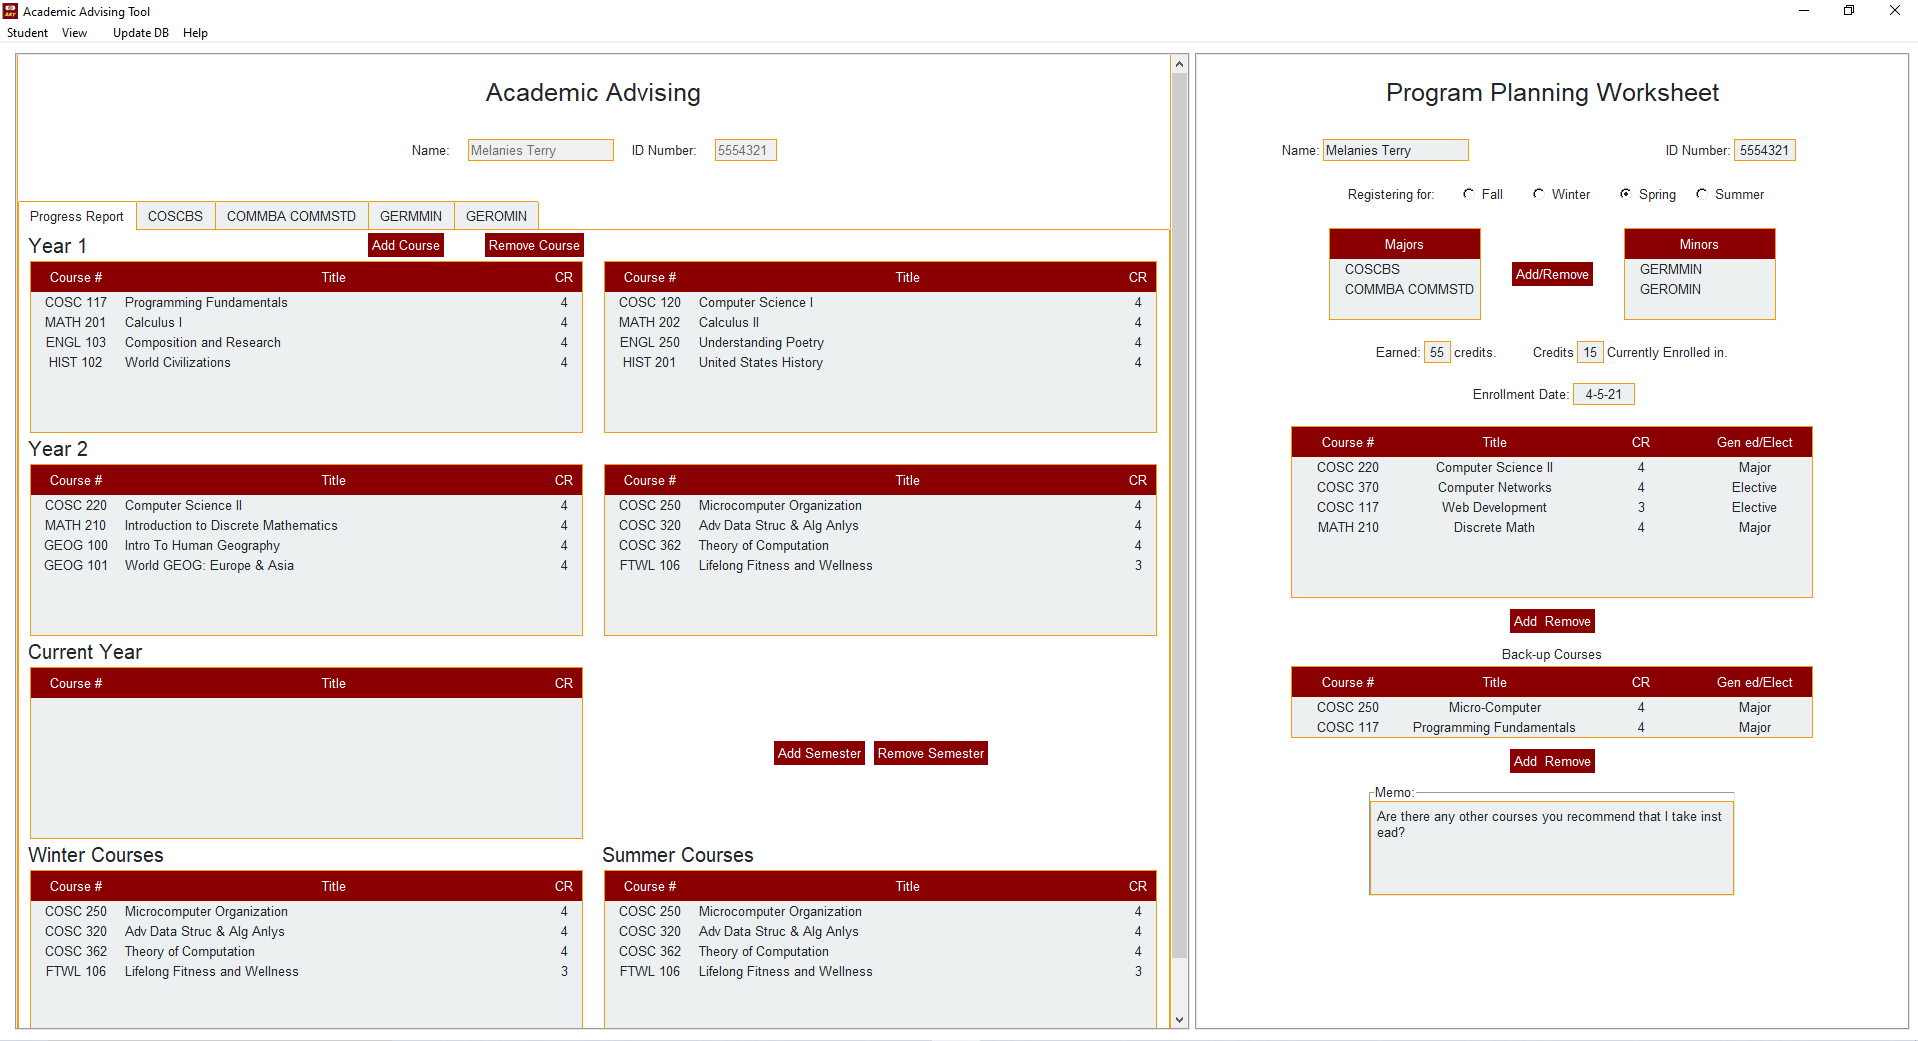 Academic Advising Tool
Student View Update DB Help
Academic Advising
Name: Melanies Terry ID Number: 5554321
Progress Report COSCBS COMMBA COMMSTD GERMMIN GEROMIN
Year 1 Add Course Remove Course
Course # Title CR
COSC 117 Programming Fundamentals 4
MATH 201 Calculus I 4
ENGL 103 Composition and Research 4
HIST 102 World Civilizations 4
Course # Title CR
COSC 120 Computer Science I 4
MATH 202 Calculus II 4
ENGL 250 Understanding Poetry 4
HIST 201 United States History 4
Year 2
Course # Title CR
COSC 220 Computer Science II 4
MATH 210 Introduction to Discrete Mathematics 4
GEOG 100 Intro To Human Geography 4
GEOG 101 World GEOG: Europe & Asia 4
Course # Title CR
COSC 250 Microcomputer Organization 4
COSC 320 Adv Data Struc & Alg Anlys 4
COSC 362 Theory of Computation 4
FTWL 106 Lifelong Fitness and Wellness 3
Current Year
Course # Title CR
Add Semester Remove Semester
Winter Courses
Course # Title CR
COSC 250 Microcomputer Organization 4
COSC 320 Adv Data Struc & Alg Anlys 4
COSC 362 Theory of Computation 4
FTWL 106 Lifelong Fitness and Wellness 3
Summer Courses
Course # Title CR
COSC 250 Microcomputer Organization 4
COSC 320 Adv Data Struc & Alg Anlys 4
COSC 362 Theory of Computation 4
FTWL 106 Lifelong Fitness and Wellness 3
Program Planning Worksheet
Name: Melanies Terry ID Number: 5554321
Registering for: Fall Winter Spring Summer
Majors
COSCBS
COMMBA COMMSTD
Add/Remove
Minors
GERMMIN
GEROMIN
Earned: 55 credits. Credits 15 Currently Enrolled in.
Enrollment Date: 4-5-21
Course # Title CR Gen ed/Elect
COSC 220 Computer Science II 4 Major
COSC 370 Computer Networks 4 Elective
COSC 117 Web Development 3 Elective
MATH 210 Discrete Math 4 Major
Add Remove
Back-up Courses
Course # Title CR Gen ed/Elect
COSC 250 Micro-Computer 4 Major
COSC 117 Programming Fundamentals 4 Major
Add Remove
Memo:
Are there any other courses you recommend that I take inst
ead?